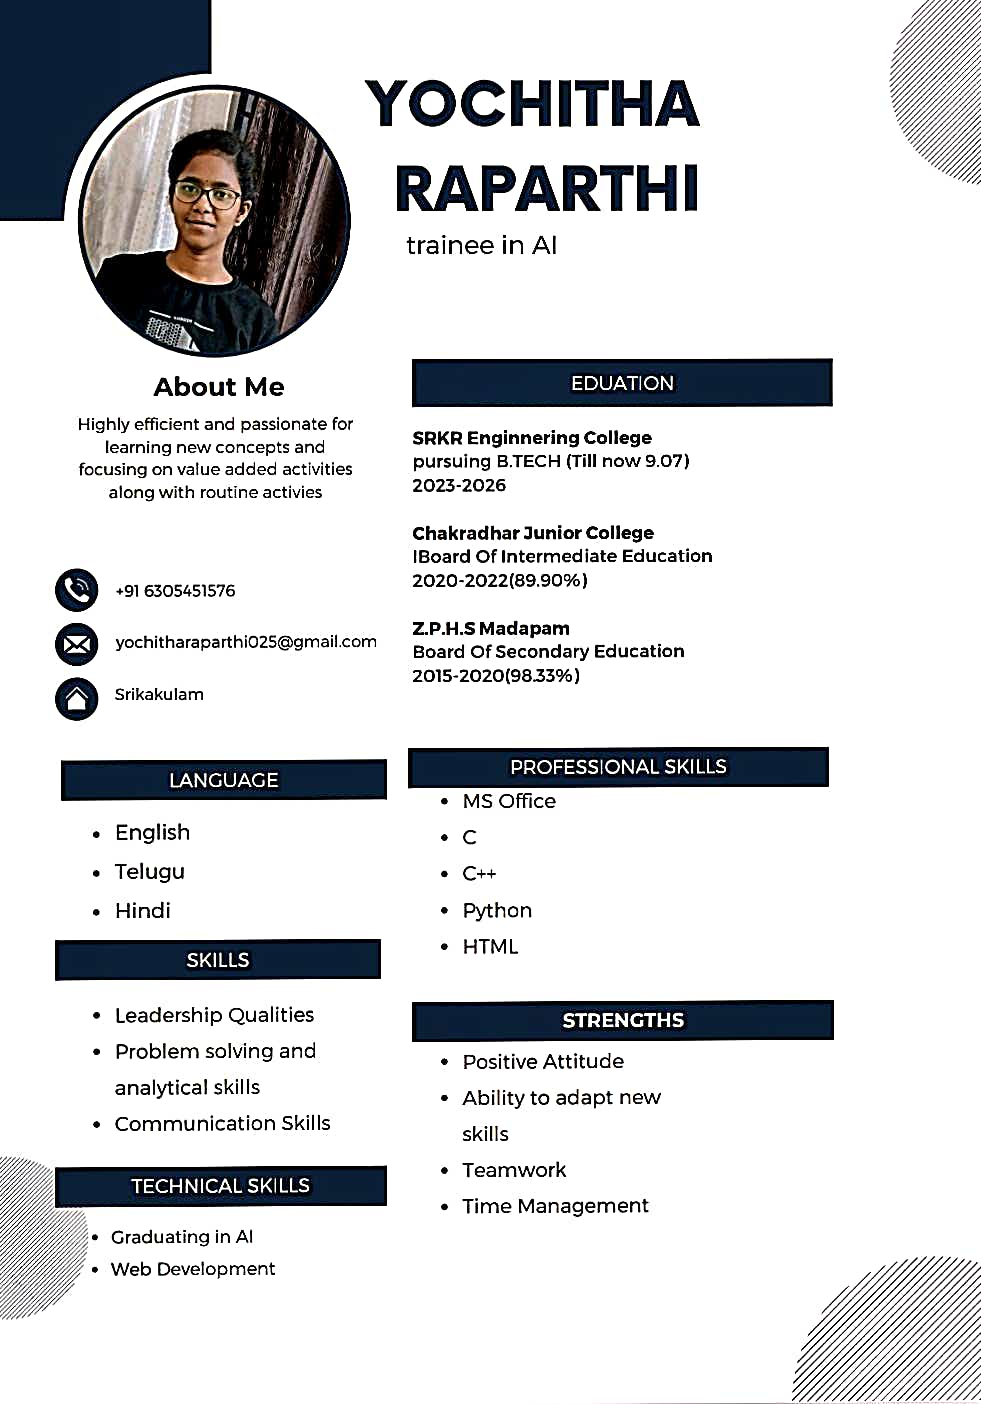 YOCHITHA
RAPARTHI
trainee in AI
About Me
Highly efficient and passionate for
learning new concepts and
focusing on value added activities
along with routine activies
+91 6305451576
yochitharaparthi025@gmail.com
Srikakulam
EDUATION
SRKR Enginnering College
pursuing B.TECH (Till now 9.07)
2023-2026
Chakradhar Junior College
IBoard Of Intermediate Education
2020-2022(89.90%)
Z.P.H.S Madapam
Board Of Secondary Education
2015-2020(98.33%)
LANGUAGE
• English
• Telugu
• Hindi
SKILLS
• Leadership Qualities
• Problem solving and
analytical skills
• Communication Skills
TECHNICAL SKILLS
• Graduating in AI
• Web Development
PROFESSIONAL SKILLS
• MS Office
• C
• C++
• Python
• HTML
STRENGTHS
• Positive Attitude
• Ability to adapt new
skills
• Teamwork
• Time Management